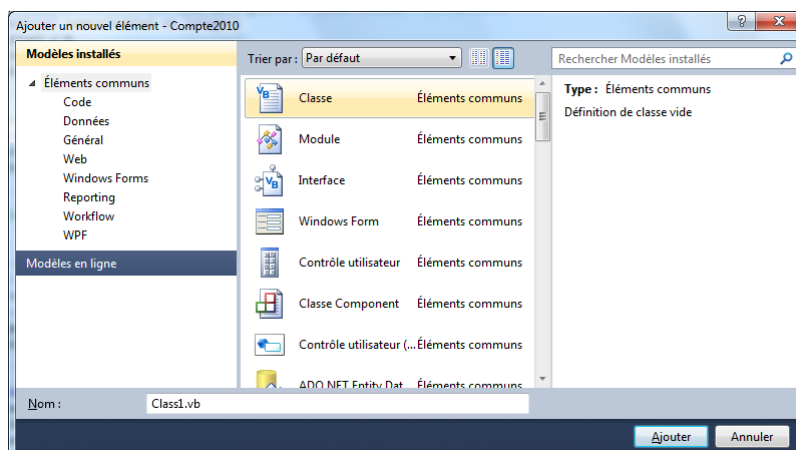 Ajouter un nouvel élément - Compte2010
Modèles installés
Éléments communs
Code
Données
Général
Web
Windows Forms
Reporting
Workflow
WPF
Modèles en ligne
Trier par : Par défaut
Classe Éléments communs
Module Éléments communs
Interface Éléments communs
Windows Form Éléments communs
Contrôle utilisateur Éléments communs
Classe Component Éléments communs
Contrôle utilisateur (... Éléments communs
ADO.NET Entity Dat... Éléments communs
Rechercher Modèles installés
Type : Éléments communs
Définition de classe vide
Nom : Class1.vb
Ajouter Annuler